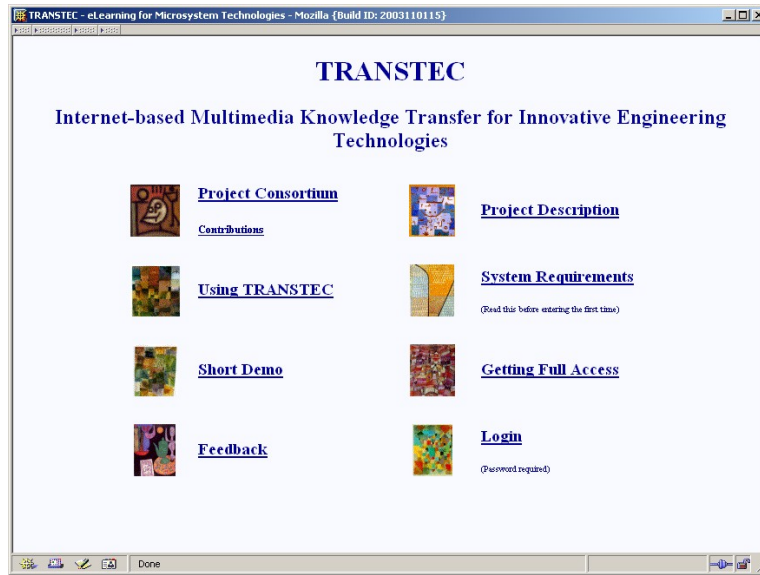 TRANSTEC - eLearning for Microsystem Technologies - Mozilla {Build ID: 2003110115}
TRANSTEC
Internet-based Multimedia Knowledge Transfer for Innovative Engineering
Technologies
Project Consortium
Contributions
Project Description
Using TRANSTEC
System Requirements
(Read this before entering the first time)
Short Demo
Getting Full Access
Feedback
Login
(Password required)
Done